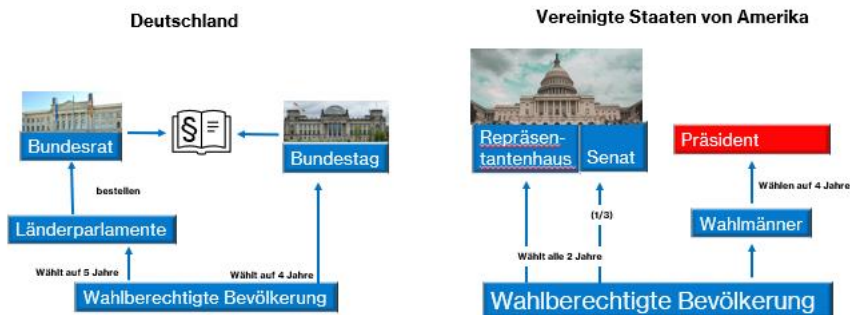 Deutschland
Vereinigte Staaten von Amerika
§
Bundesrat
Bundestag
bestellen
Länderparlamente
Wählt auf 5 Jahre
Wählt auf 4 Jahre
Wahlberechtigte Bevölkerung
Repräsen-
tantenhaus
Senat
Präsident
Wählen auf 4 Jahre
(1/3)
Wahlmänner
Wählt alle 2 Jahre
Wahlberechtigte Bevölkerung